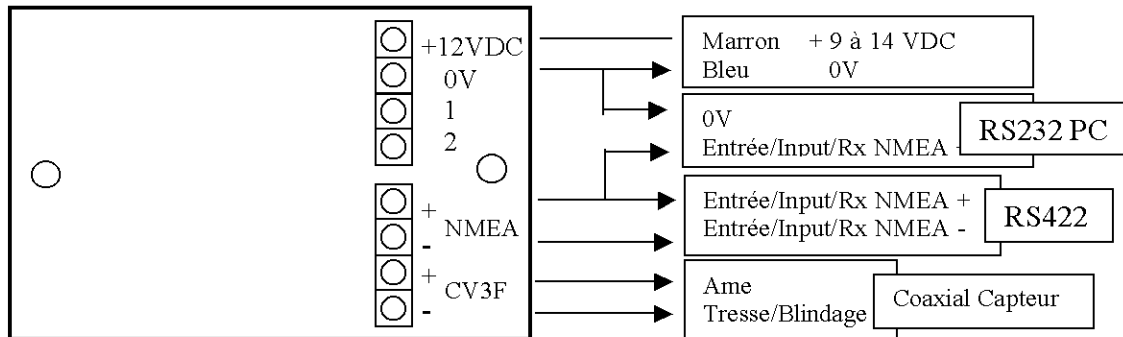 +12VDC
0V
1
2
+
NMEA
-
+
CV3F
-
Marron + 9 à 14 VDC
Bleu 0V
0V
Entrée/Input/Rx NMEA
RS232 PC
Entrée/Input/Rx NMEA +
Entrée/Input/Rx NMEA -
RS422
Ame
Tresse/Blindage
Coaxial Capteur